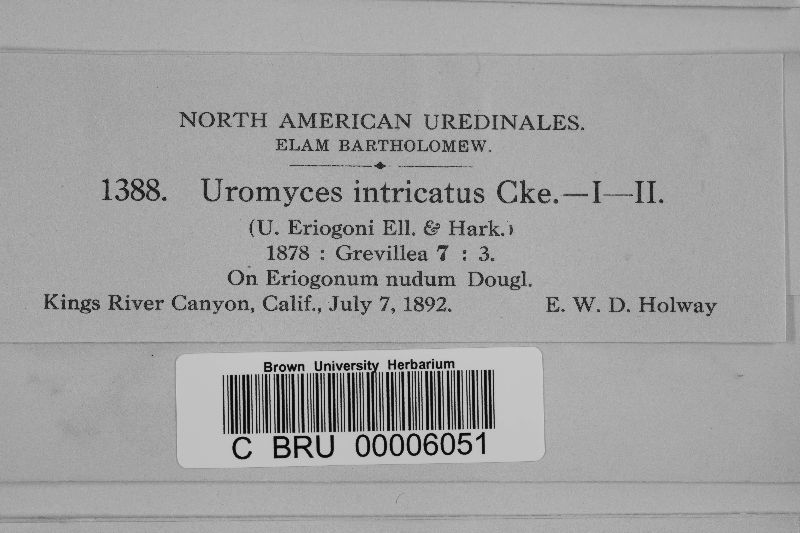 NORTH AMERICAN UREDINALES.
ELAM BARTHOLOMEW.
1388. Uromyces intricatus Cke.—I—II.
(U. Eriogoni Ell. & Hark.)
1878 : Grevillea 7 : 3.
On Eriogonum nudum Dougl.
Kings River Canyon, Calif., July 7, 1892. E. W. D. Holway
Brown University Herbarium
C BRU 00006051